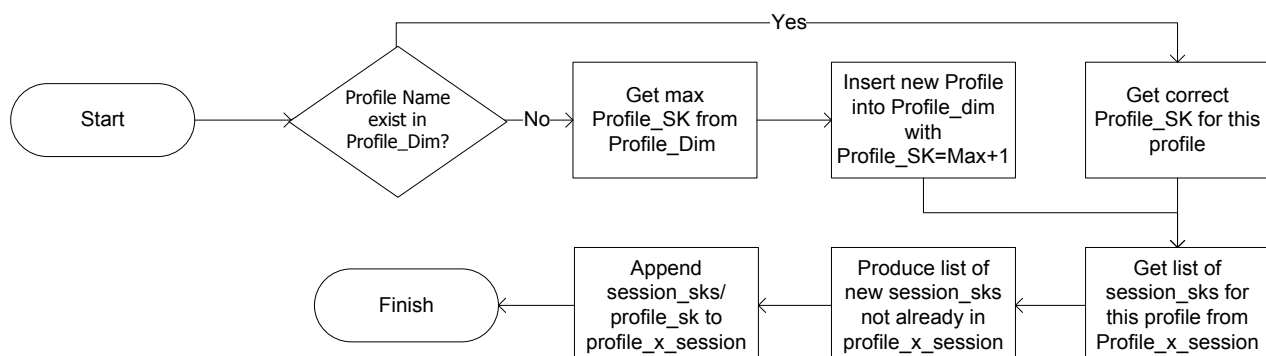 Yes
Start
Profile Name
exist in
Profile_Dim?
No
Get max
Profile_SK from
Profile_Dim
Insert new Profile
into Profile_dim
with
Profile_SK=Max+1
Get correct
Profile_SK for this
profile
Finish
Append
session_sks/
profile_sk to
profile_x_session
Produce list of
new session_sks
not already in
profile_x_session
Get list of
session_sks for
this profile from
Profile_x_session